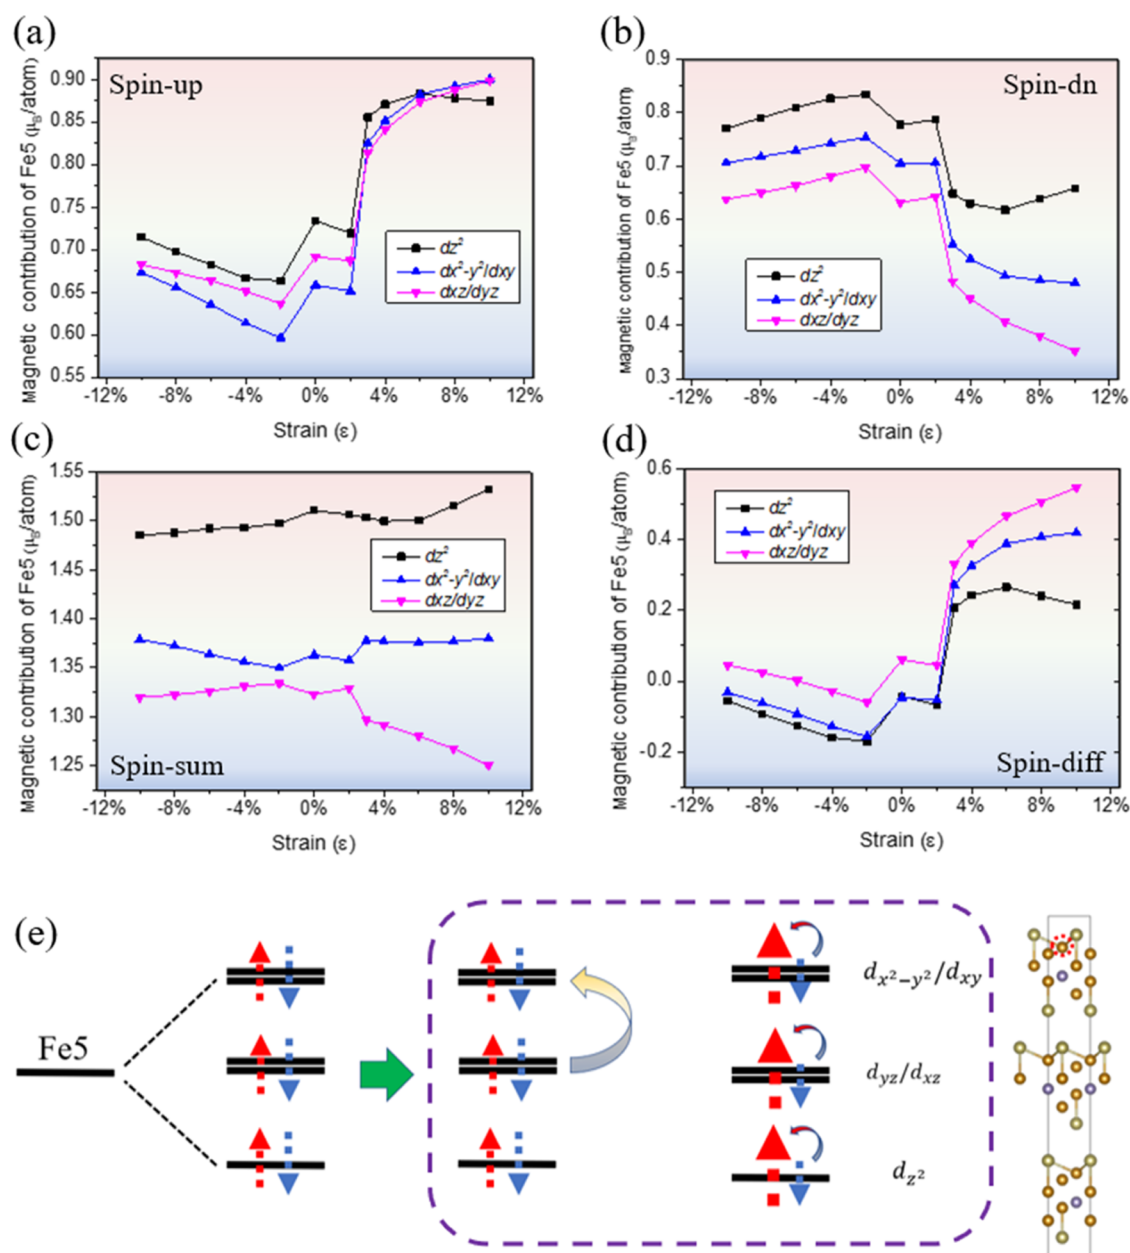 (a)
Spin-up
Magnetic contribution of Fe5 (μB/atom)
0.90
0.85
0.80
0.75
0.70
0.65
0.60
0.55
dz²
dx²-y²/dxy
dxz/dyz
-12%
-8%
-4%
0%
4%
8%
12%
Strain (ε)
(b)
Spin-dn
Magnetic contribution of Fe5 (μB/atom)
0.9
0.8
0.7
0.6
0.5
0.4
0.3
dz²
dx²-y²/dxy
dxz/dyz
-12%
-8%
-4%
0%
4%
8%
12%
Strain (ε)
(c)
Magnetic contribution of Fe5 (μB/atom)
1.55
1.50
1.45
1.40
1.35
1.30
1.25
dz²
dx²-y²/dxy
dxz/dyz
Spin-sum
-12%
-8%
-4%
0%
4%
8%
12%
Strain (ε)
(d)
Magnetic contribution of Fe5 (μB/atom)
0.6
0.4
0.2
0.0
-0.2
dz²
dx²-y²/dxy
dxz/dyz
Spin-diff
-12%
-8%
-4%
0%
4%
8%
12%
Strain (ε)
(e)
Fe5
dx²−y²/dxy
dyz/dxz
dz²